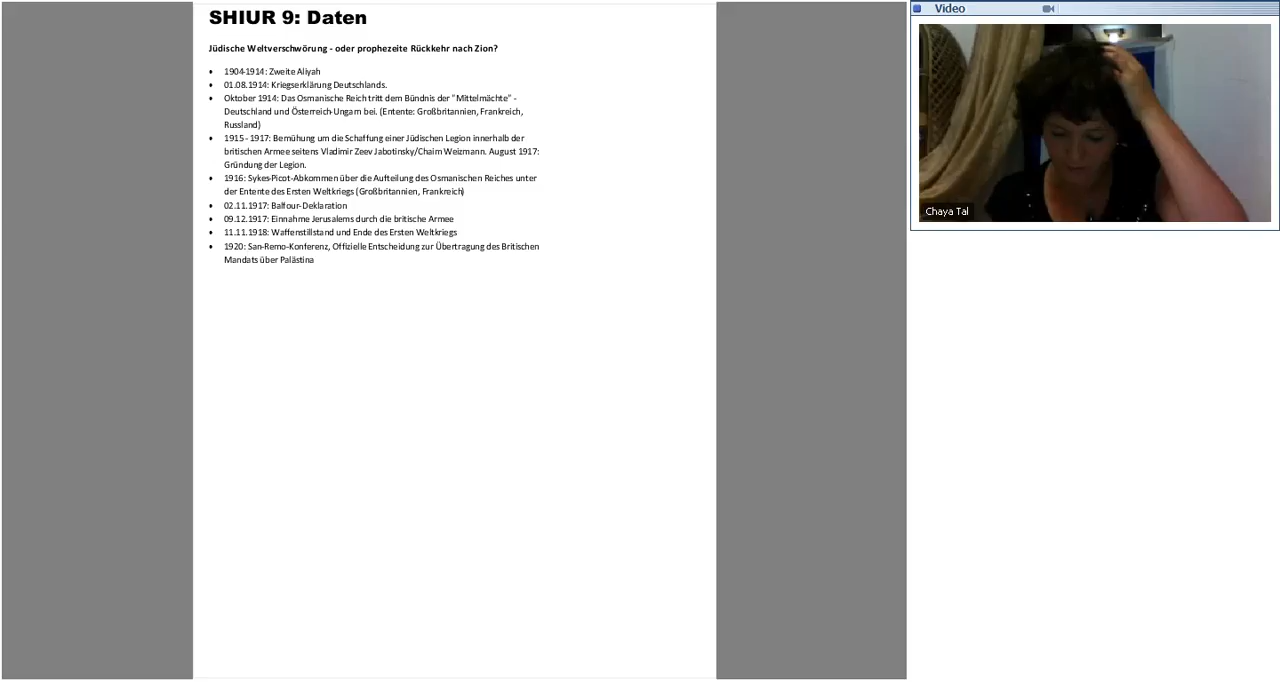 SHIUR 9: Daten
Jüdische Weltverschwörung - oder prophezeite Rückkehr nach Zion?
• 1904-1914: Zweite Aliyah
• 01.08.1914: Kriegserklärung Deutschlands.
• Oktober 1914: Das Osmanische Reich tritt dem Bündnis der "Mittelmächte" -
Deutschland und Österreich-Ungarn bei. (Entente: Großbritannien, Frankreich,
Russland)
• 1915 - 1917: Bemühung um die Schaffung einer Jüdischen Legion innerhalb der
britischen Armee seitens Vladimir Zeev Jabotinsky/Chaim Weizmann. August 1917:
Gründung der Legion.
• 1916: Sykes-Picot-Abkommen über die Aufteilung des Osmanischen Reiches unter
der Entente des Ersten Weltkriegs (Großbritannien, Frankreich)
• 02.11.1917: Balfour-Deklaration
• 09.12.1917: Einnahme Jerusalems durch die britische Armee
• 11.11.1918: Waffenstillstand und Ende des Ersten Weltkriegs
• 1920: San-Remo-Konferenz, Offizielle Entscheidung zur Übertragung des Britischen
Mandats über Palästina
Video
Chaya Tal